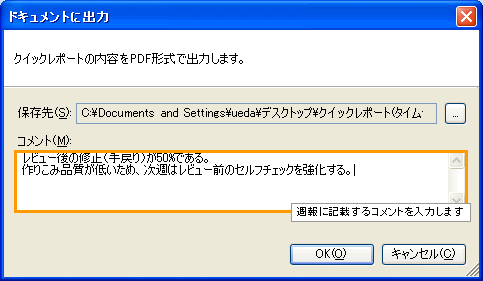 ドキュメントに出力
クイックレポートの内容をPDF形式で出力します。
保存先(S): C:¥Documents and Settings¥ueda¥デスクトップ¥クイックレポート(タイム ...
コメント(M):
レビュー後の修正(手戻り)が50%である。
作りこみ品質が低いため、次週はレビュー前のセルフチェックを強化する。
週報に記載するコメントを入力します
OK(O) キャンセル(C)